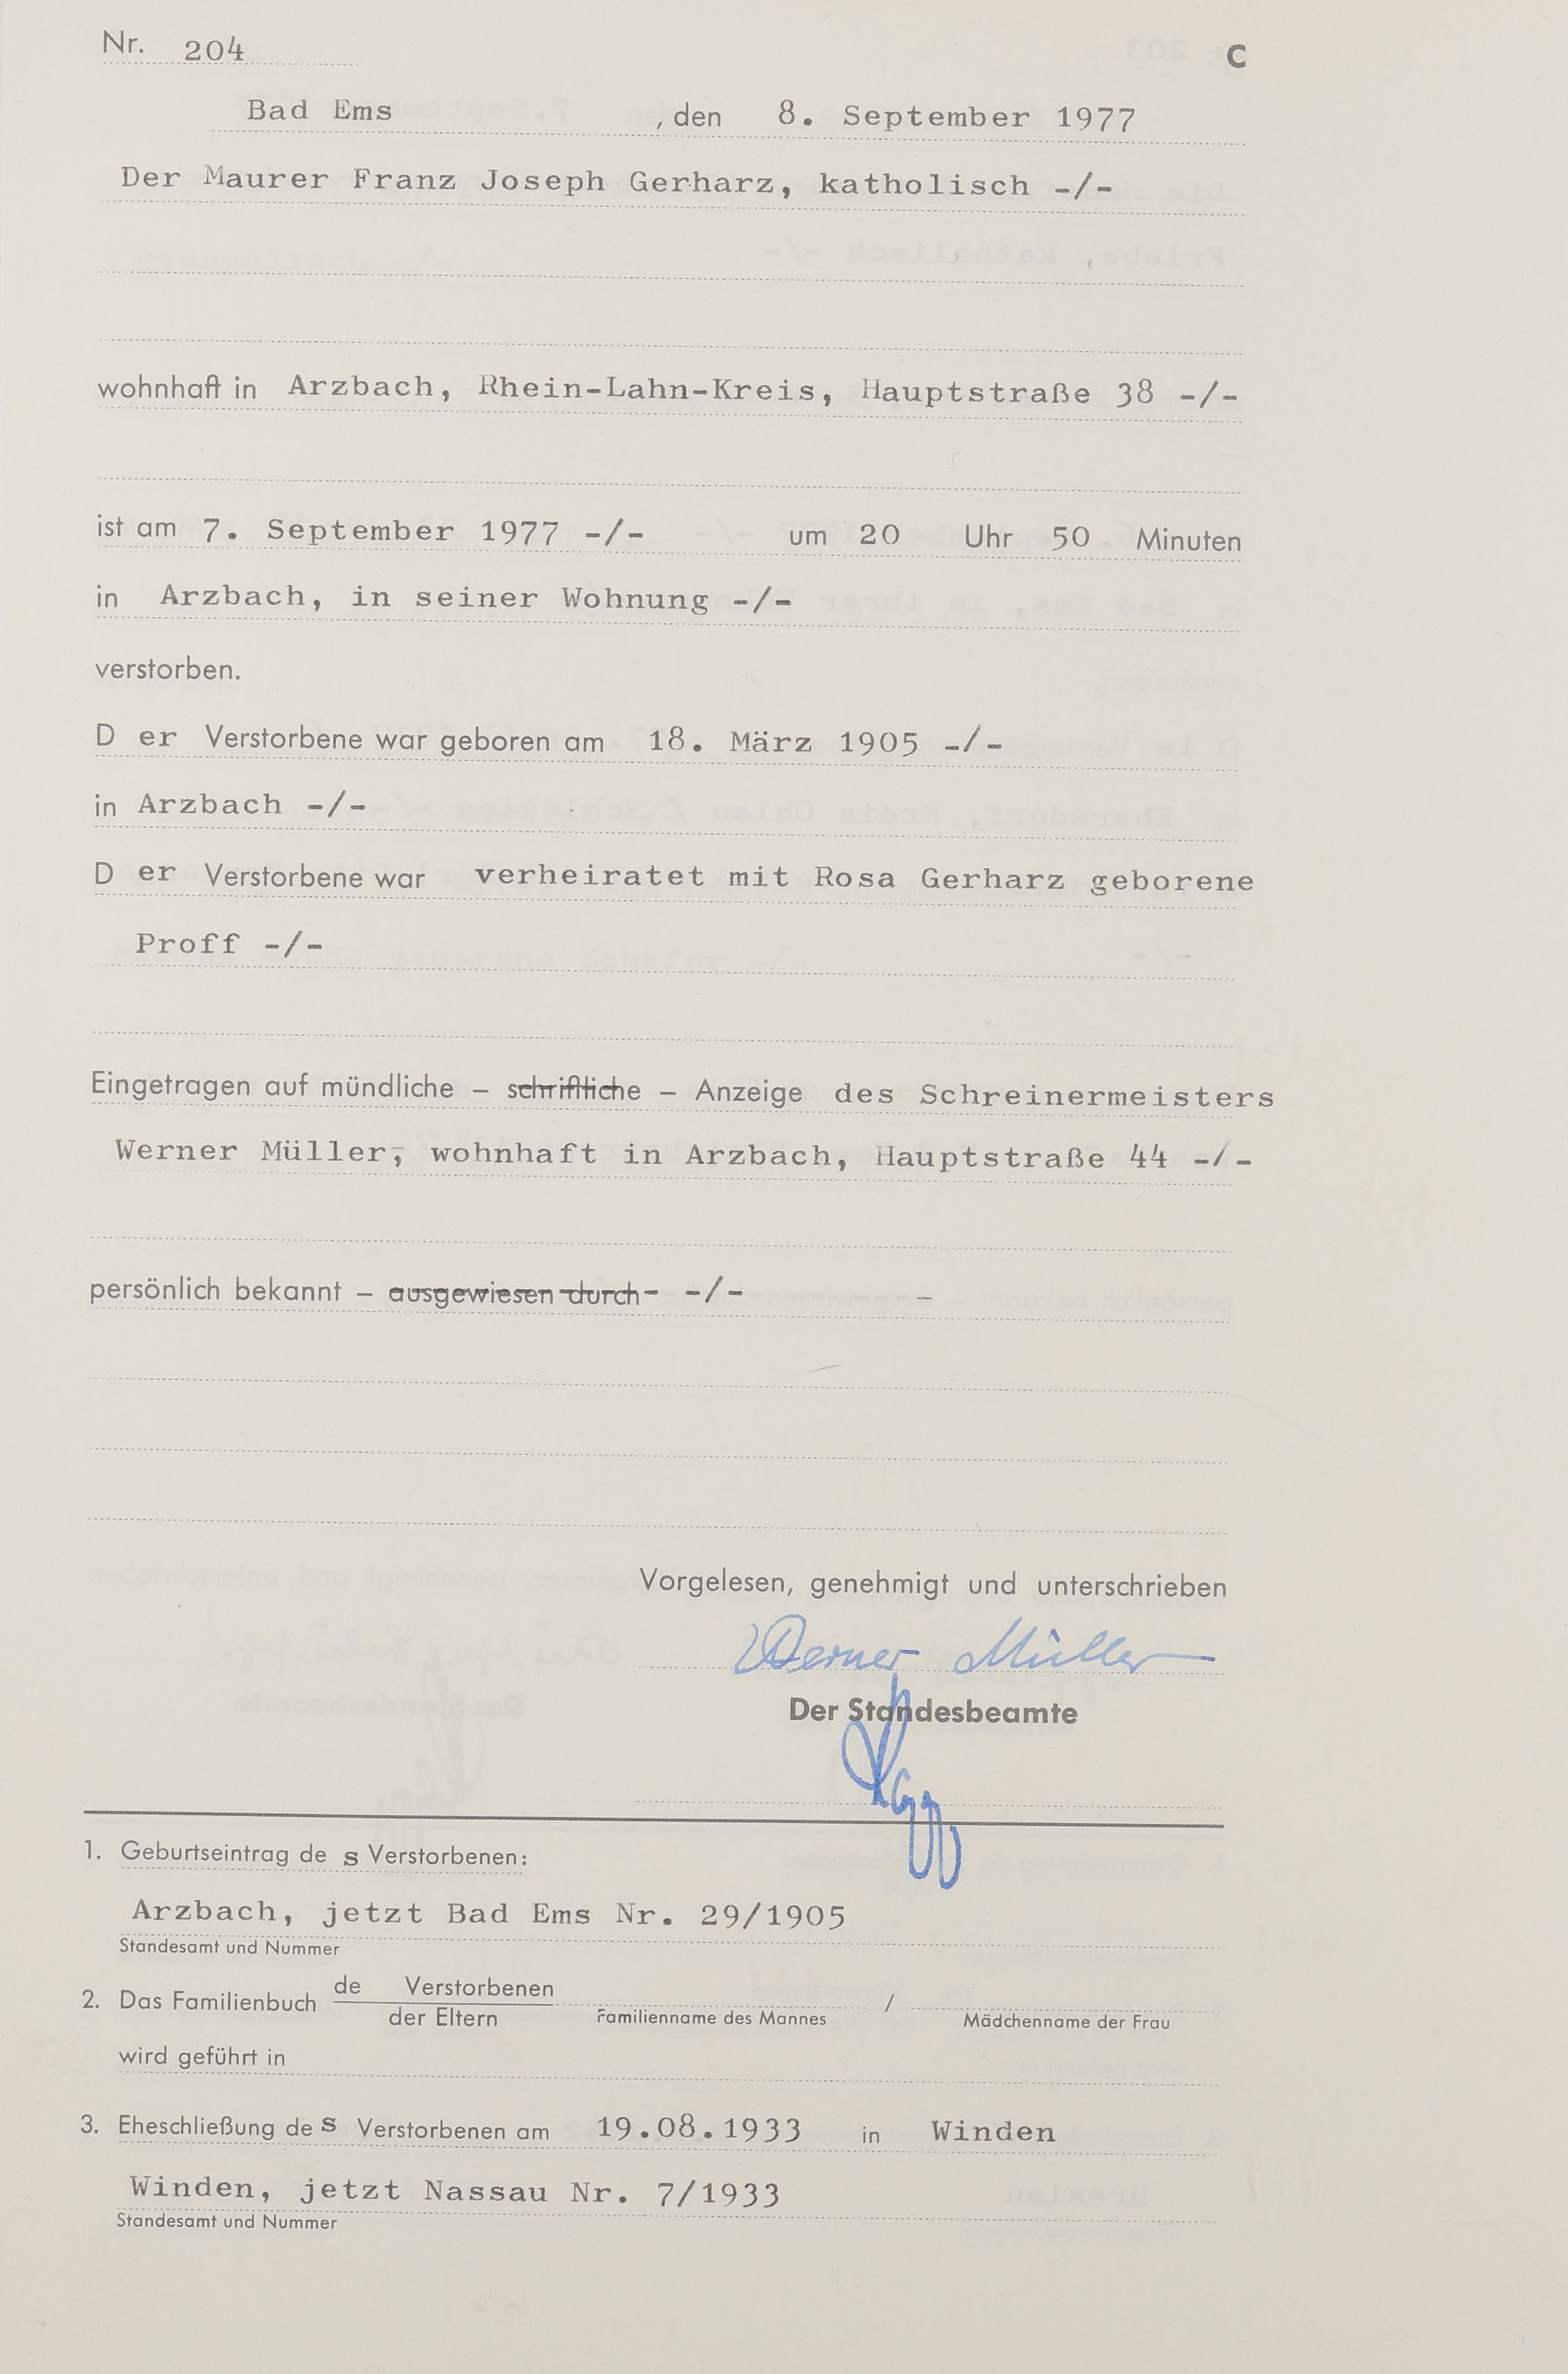 Nr. 204 C
Bad Ems , den 8. September 1977
Der Maurer Franz Joseph Gerharz, katholisch -/-
wohnhaft in Arzbach, Rhein-Lahn-Kreis, Hauptstraße 38 -/-
ist am 7. September 1977 -/- um 20 Uhr 50 Minuten
in Arzbach, in seiner Wohnung -/-
verstorben.
D er Verstorbene war geboren am 18. März 1905 -/-
in Arzbach -/-
D er Verstorbene war verheiratet mit Rosa Gerharz geborene
Proff -/-
Eingetragen auf mündliche – schriftliche – Anzeige des Schreinermeisters
Werner Müller, wohnhaft in Arzbach, Hauptstraße 44 -/-
persönlich bekannt – ausgewiesen durch - -/- –
Vorgelesen, genehmigt und unterschrieben
Werner Müller
Der Standesbeamte
1. Geburtseintrag de s Verstorbenen:
Arzbach, jetzt Bad Ems Nr. 29/1905
Standesamt und Nummer
2. Das Familienbuch de Verstorbenen /
der Eltern Familienname des Mannes Mädchenname der Frau
wird geführt in
3. Eheschließung de s Verstorbenen am 19.08.1933 in Winden
Winden, jetzt Nassau Nr. 7/1933
Standesamt und Nummer